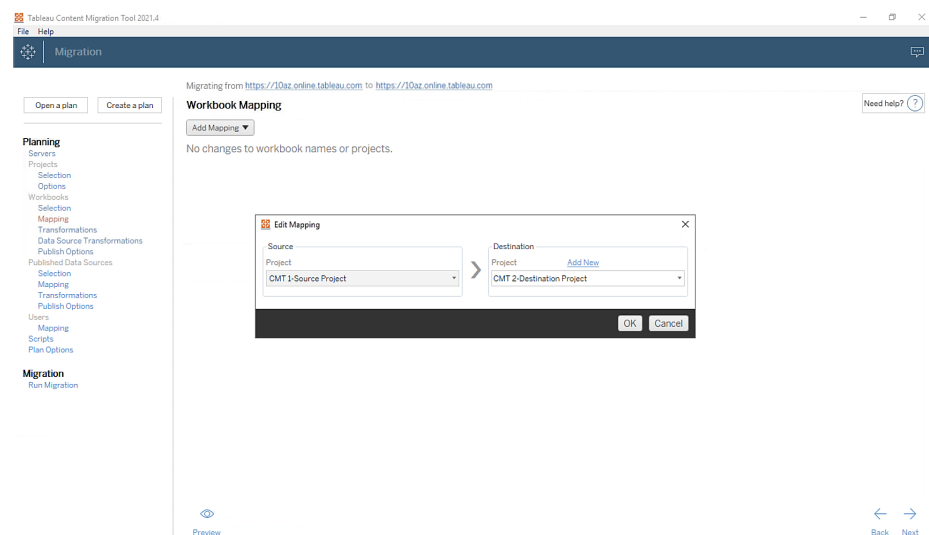 Tableau Content Migration Tool 2021.4
File Help
Migration
Migrating from https://10az.online.tableau.com to https://10az.online.tableau.com
Open a plan
Create a plan
Workbook Mapping
Need help? ?
Add Mapping ▼
No changes to workbook names or projects.
Planning
Servers
Projects
Selection
Options
Workbooks
Selection
Mapping
Transformations
Data Source Transformations
Publish Options
Published Data Sources
Selection
Mapping
Transformations
Publish Options
Users
Mapping
Scripts
Plan Options
Migration
Run Migration
Edit Mapping
Source
Project
CMT 1-Source Project
Destination
Project Add New
CMT 2-Destination Project
OK Cancel
Preview
Back Next